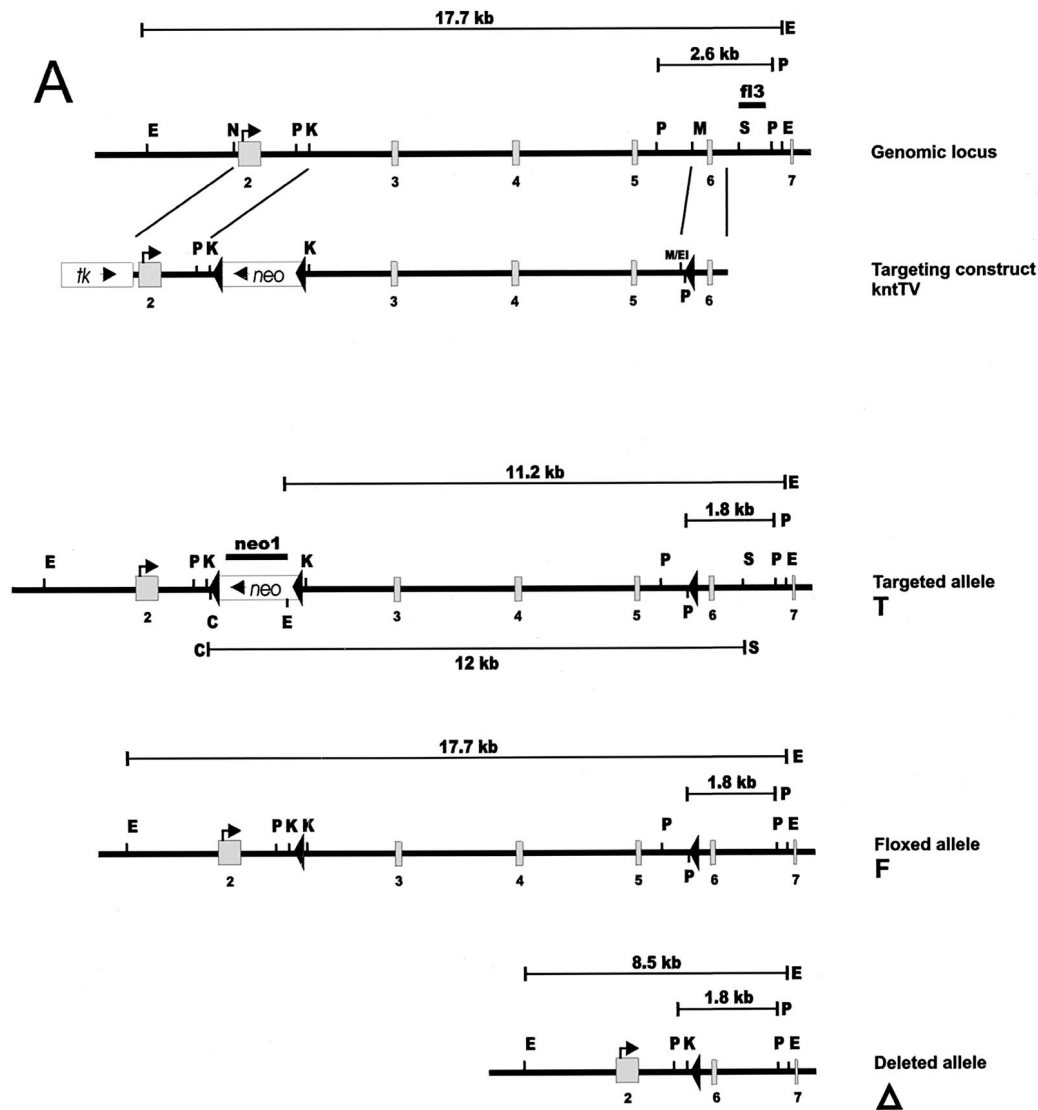 A
17.7 kb E
2.6 kb P
fl3
E N P K P M S P E
2 3 4 5 6 7
Genomic locus
tk P K neo K M/EI
2 3 4 5 P 6
Targeting construct
kntTV
11.2 kb E
1.8 kb P
neo1
E P K neo K P S P E
2 C E 3 4 5 P 6 7
Targeted allele
T
C 12 kb S
17.7 kb E
1.8 kb P
E P K K P P E
2 3 4 5 P 6 7
Floxed allele
F
8.5 kb E
1.8 kb P
E P K P E
2 6 7
Deleted allele
Δ